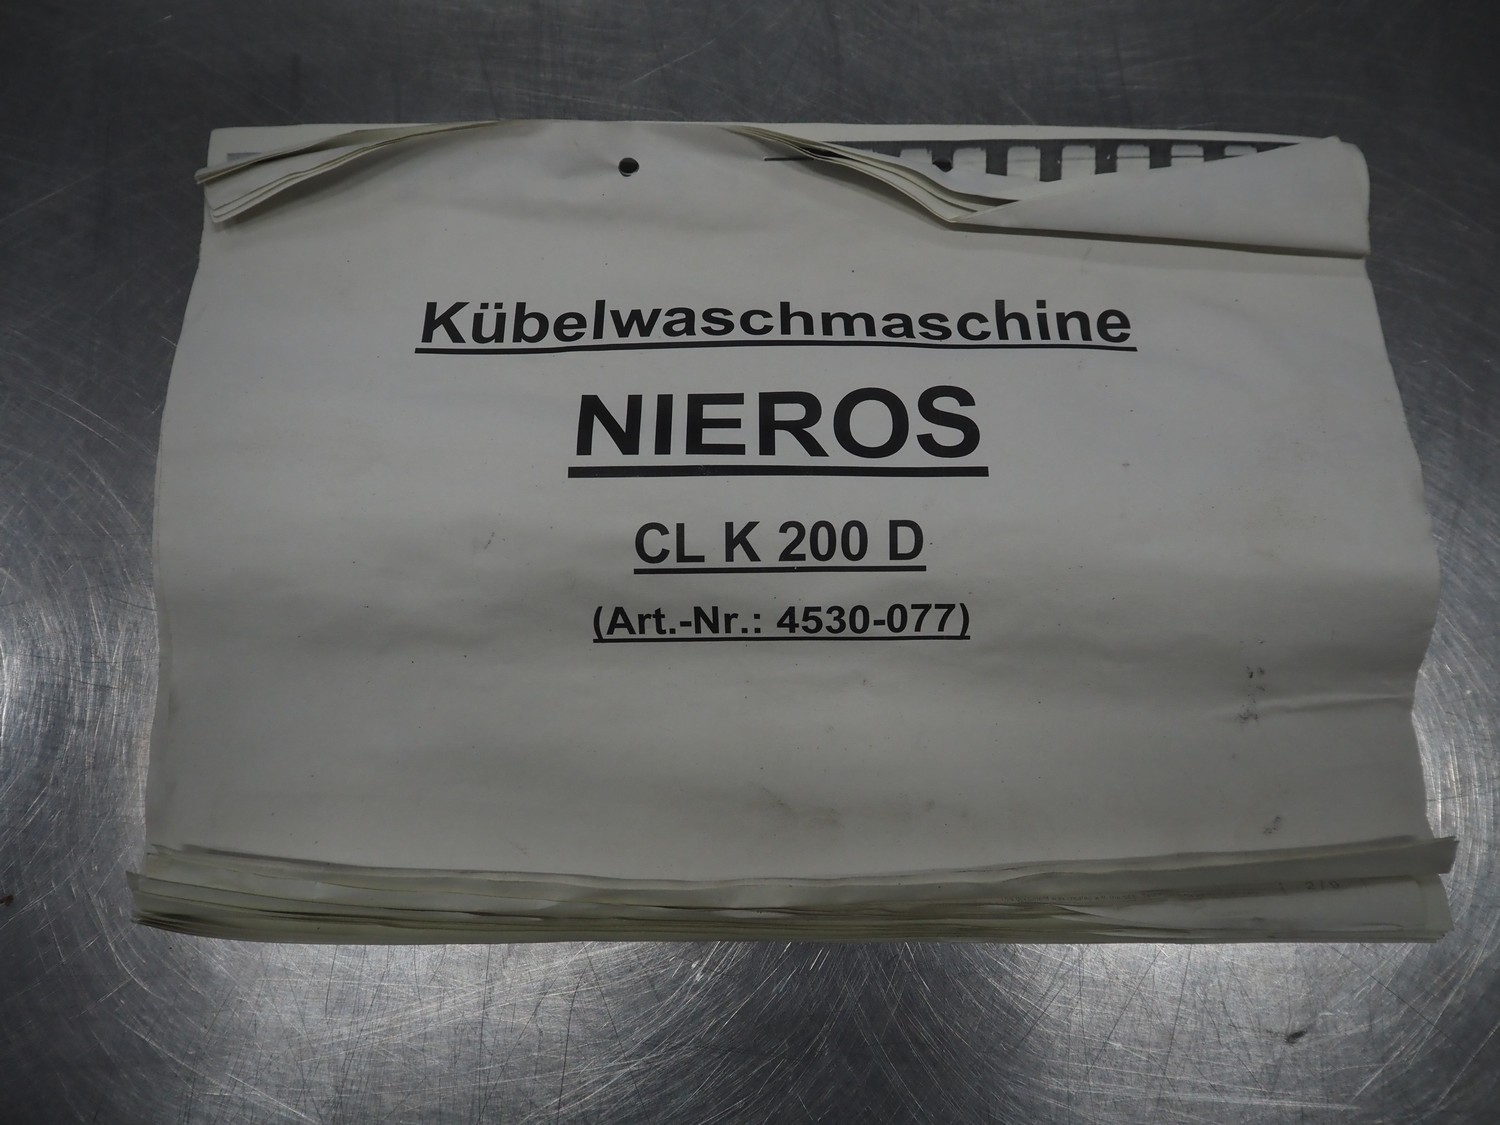 Kübelwaschmaschine
NIEROS
CL K 200 D
(Art.-Nr.: 4530-077)